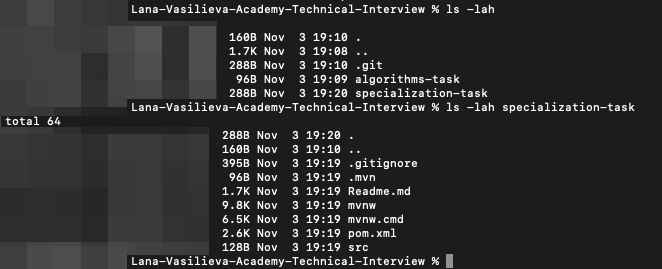 Lana-Vasilieva-Academy-Technical-Interview % ls -lah
160B Nov  3 19:10 .
1.7K Nov  3 19:08 ..
288B Nov  3 19:10 .git
96B Nov  3 19:09 algorithms-task
288B Nov  3 19:20 specialization-task
Lana-Vasilieva-Academy-Technical-Interview % ls -lah specialization-task
total 64
288B Nov  3 19:20 .
160B Nov  3 19:10 ..
395B Nov  3 19:19 .gitignore
96B Nov  3 19:19 .mvn
1.7K Nov  3 19:19 Readme.md
9.8K Nov  3 19:19 mvnw
6.5K Nov  3 19:19 mvnw.cmd
2.6K Nov  3 19:19 pom.xml
128B Nov  3 19:19 src
Lana-Vasilieva-Academy-Technical-Interview %